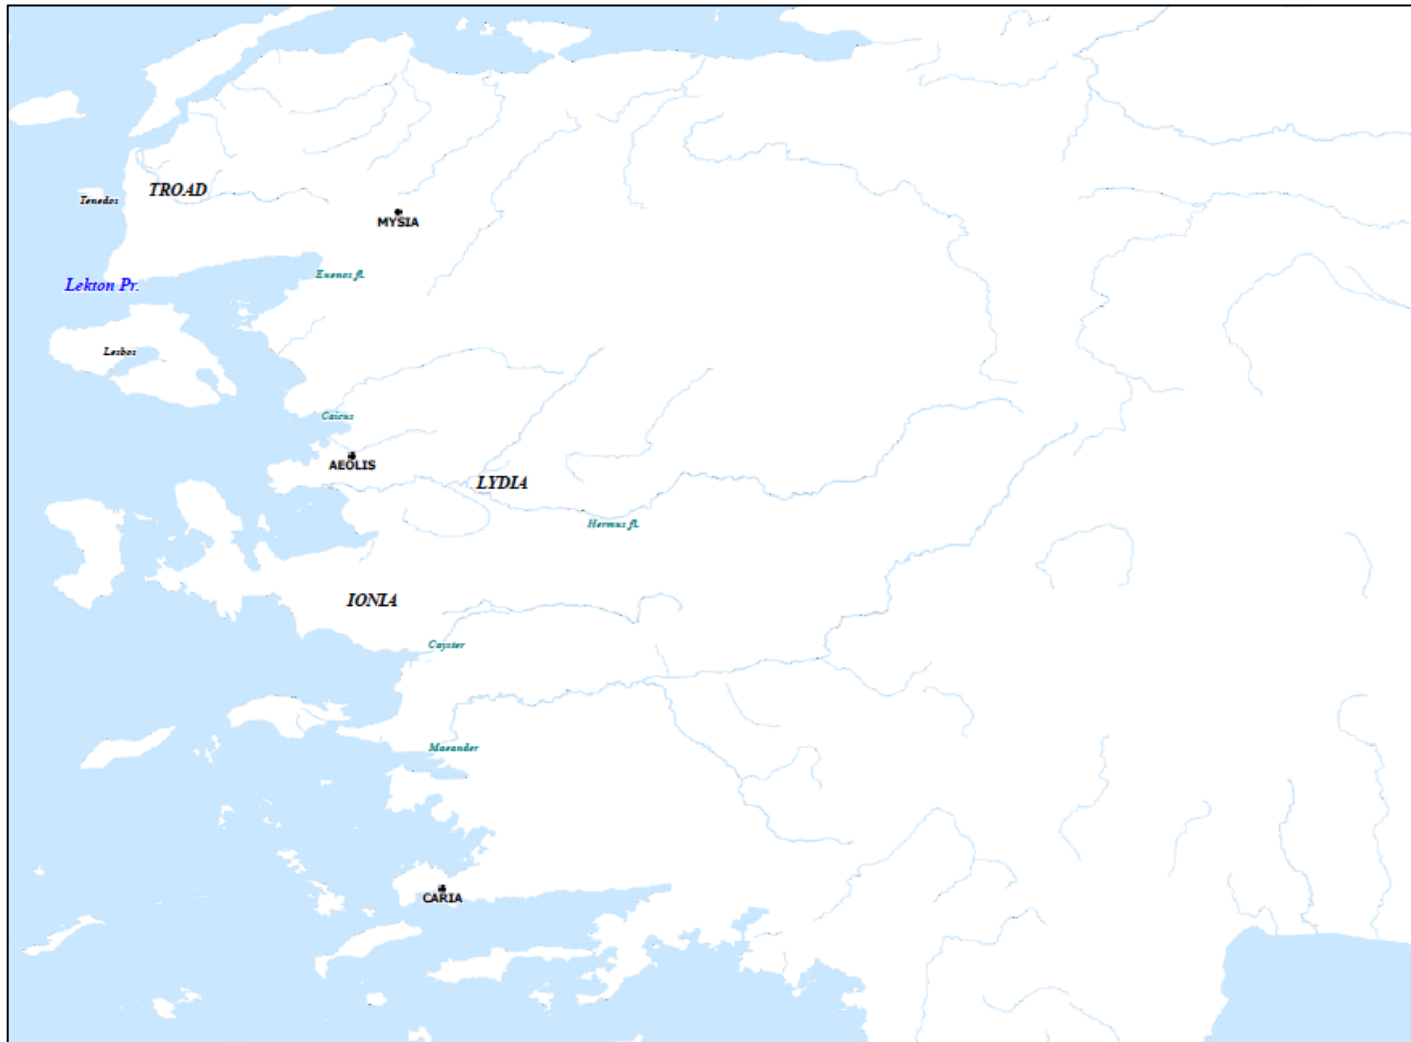 TROAD
Tenedos
MYSIA
Euenos fl.
Lekton Pr.
Lesbos
Caicus
AEOLIS
LYDIA
Hermus fl.
IONIA
Cayster
Maeander
CARIA